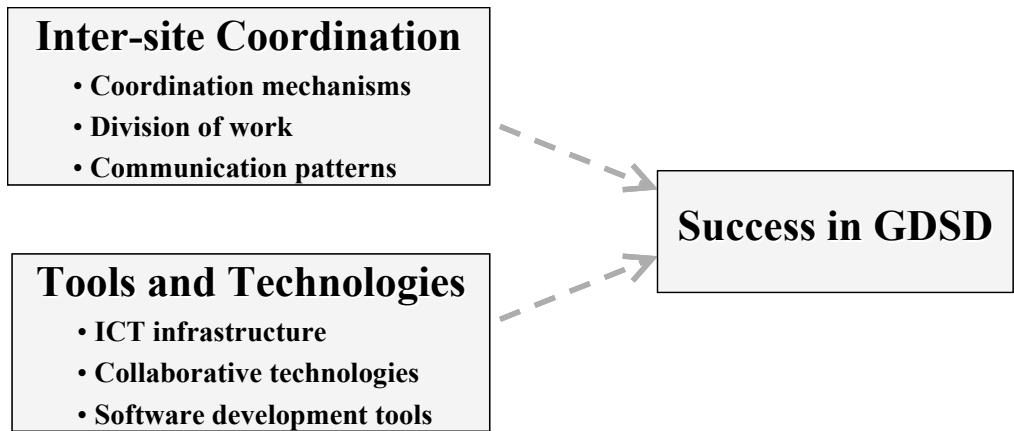 Inter-site Coordination
• Coordination mechanisms
• Division of work
• Communication patterns
Tools and Technologies
• ICT infrastructure
• Collaborative technologies
• Software development tools
Success in GDSD